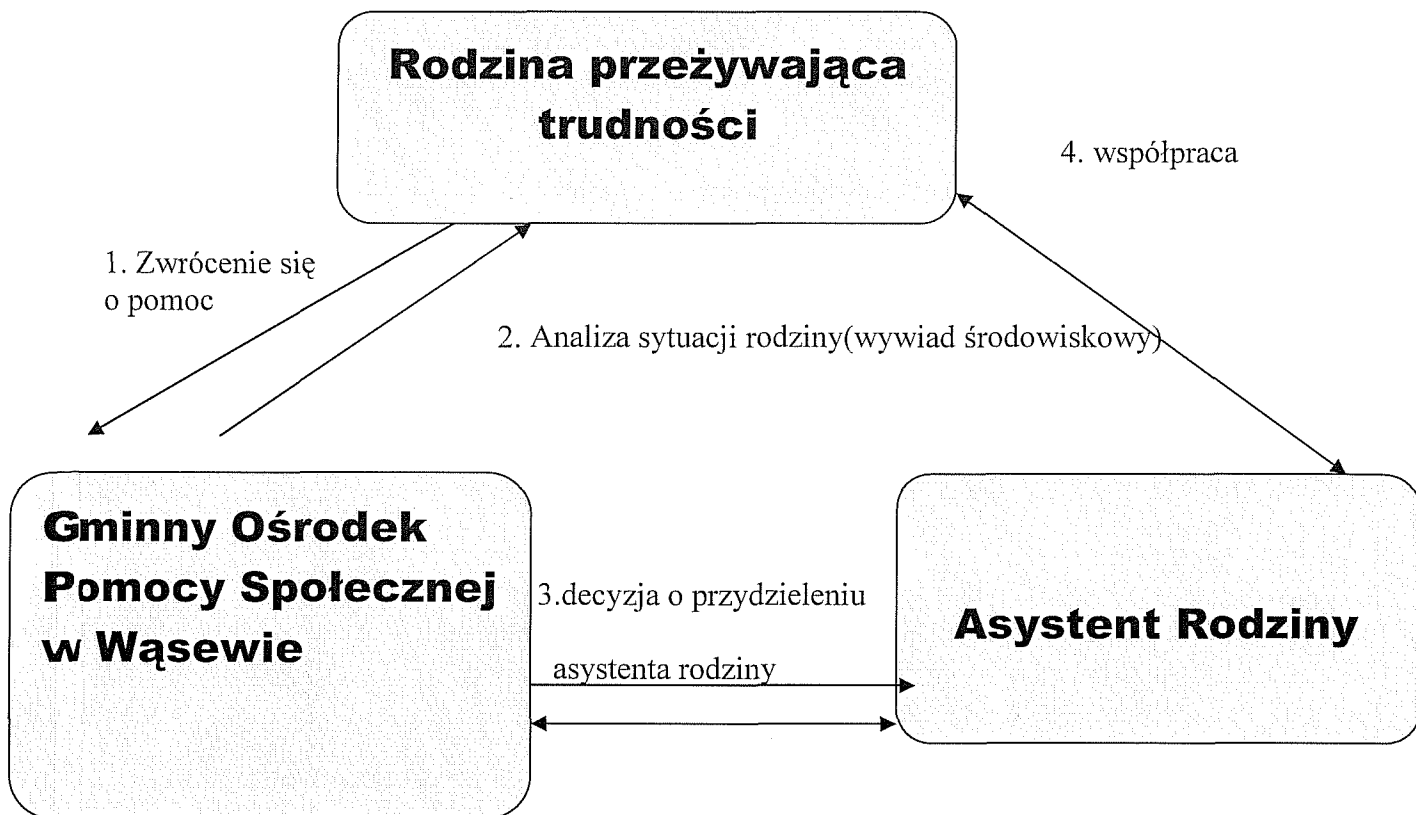 Rodzina przeżywająca
trudności
4. współpraca
1. Zwrócenie się
o pomoc
2. Analiza sytuacji rodziny(wywiad środowiskowy)
Gminny Ośrodek
Pomocy Społecznej
w Wąsewie
3.decyzja o przydzieleniu
asystenta rodziny
Asystent Rodziny